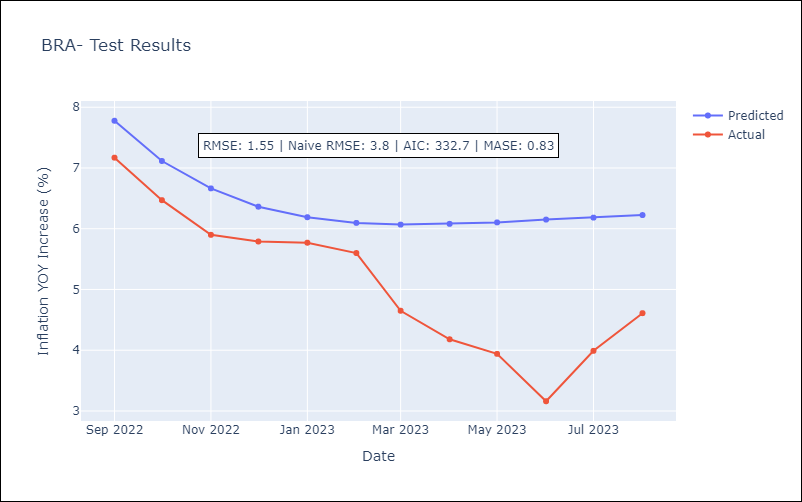 BRA- Test Results
RMSE: 1.55 | Naive RMSE: 3.8 | AIC: 332.7 | MASE: 0.83
Predicted
Actual
Inflation YOY Increase (%)
8
7
6
5
4
3
Sep 2022
Nov 2022
Jan 2023
Mar 2023
May 2023
Jul 2023
Date